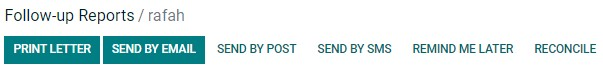 Follow-up Reports / rafah
PRINT LETTER SEND BY EMAIL SEND BY POST SEND BY SMS REMIND ME LATER RECONCILE